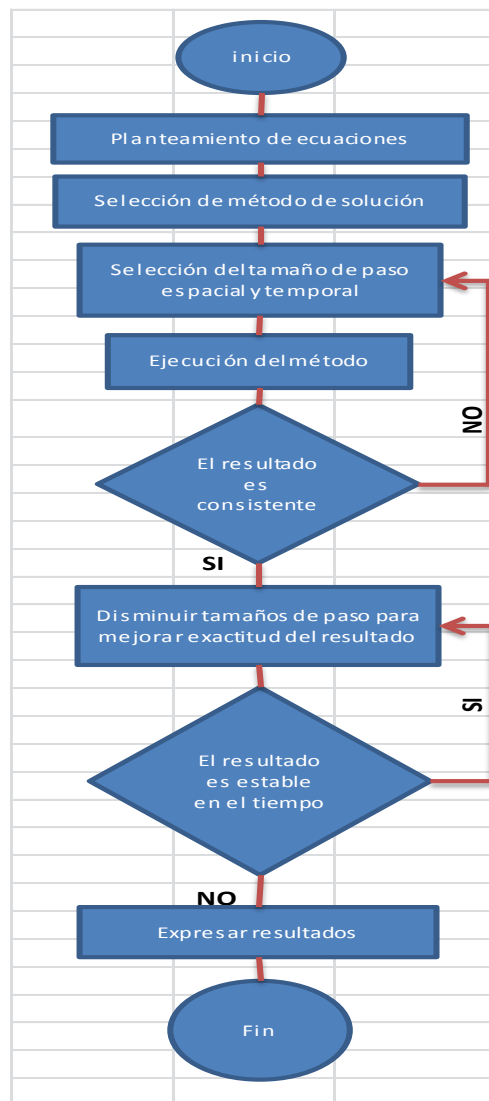 inicio
Planteamiento de ecuaciones
Selección de método de solución
Selección del tamaño de paso
espacial y temporal
Ejecución del método
El resultado
es
consistente
NO
SI
Disminuir tamaños de paso para
mejorar exactitud del resultado
El resultado
es estable
en el tiempo
SI
NO
Expresar resultados
Fin